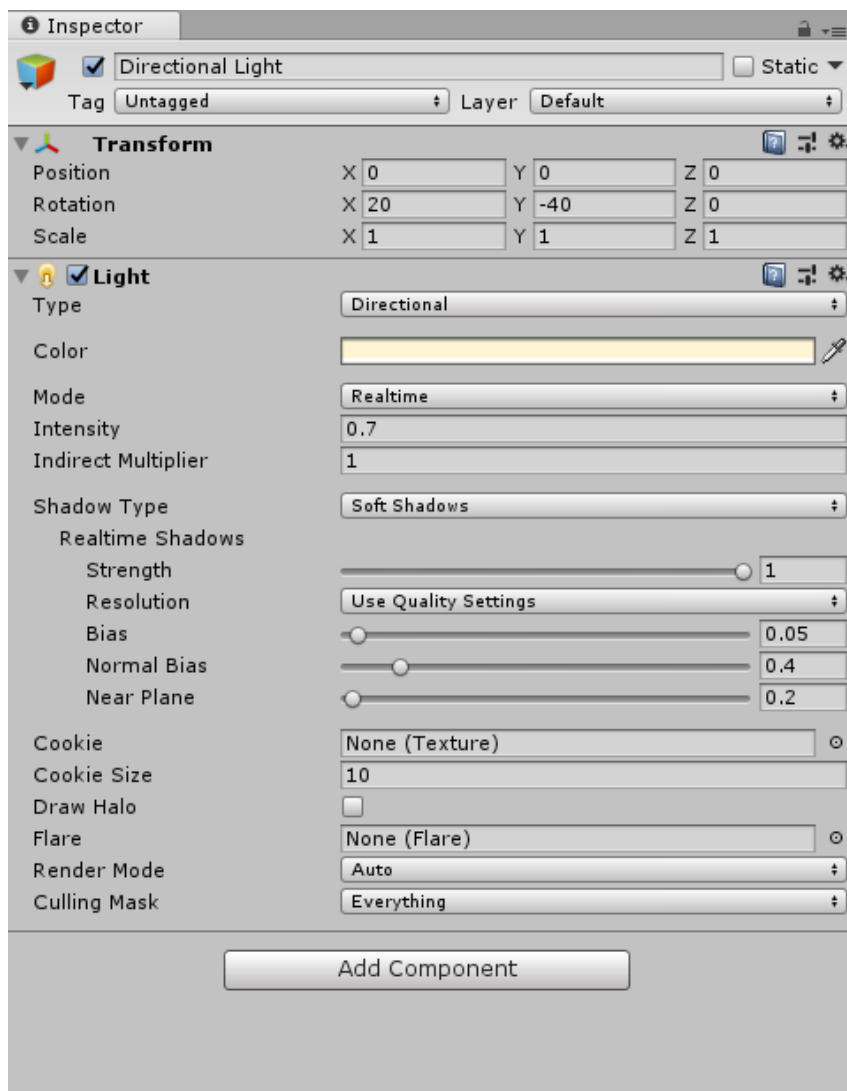 Inspector
Directional Light Static
Tag Untagged Layer Default
Transform
Position X 0 Y 0 Z 0
Rotation X 20 Y -40 Z 0
Scale X 1 Y 1 Z 1
Light
Type Directional
Color
Mode Realtime
Intensity 0.7
Indirect Multiplier 1
Shadow Type Soft Shadows
Realtime Shadows
Strength 1
Resolution Use Quality Settings
Bias 0.05
Normal Bias 0.4
Near Plane 0.2
Cookie None (Texture)
Cookie Size 10
Draw Halo
Flare None (Flare)
Render Mode Auto
Culling Mask Everything
Add Component